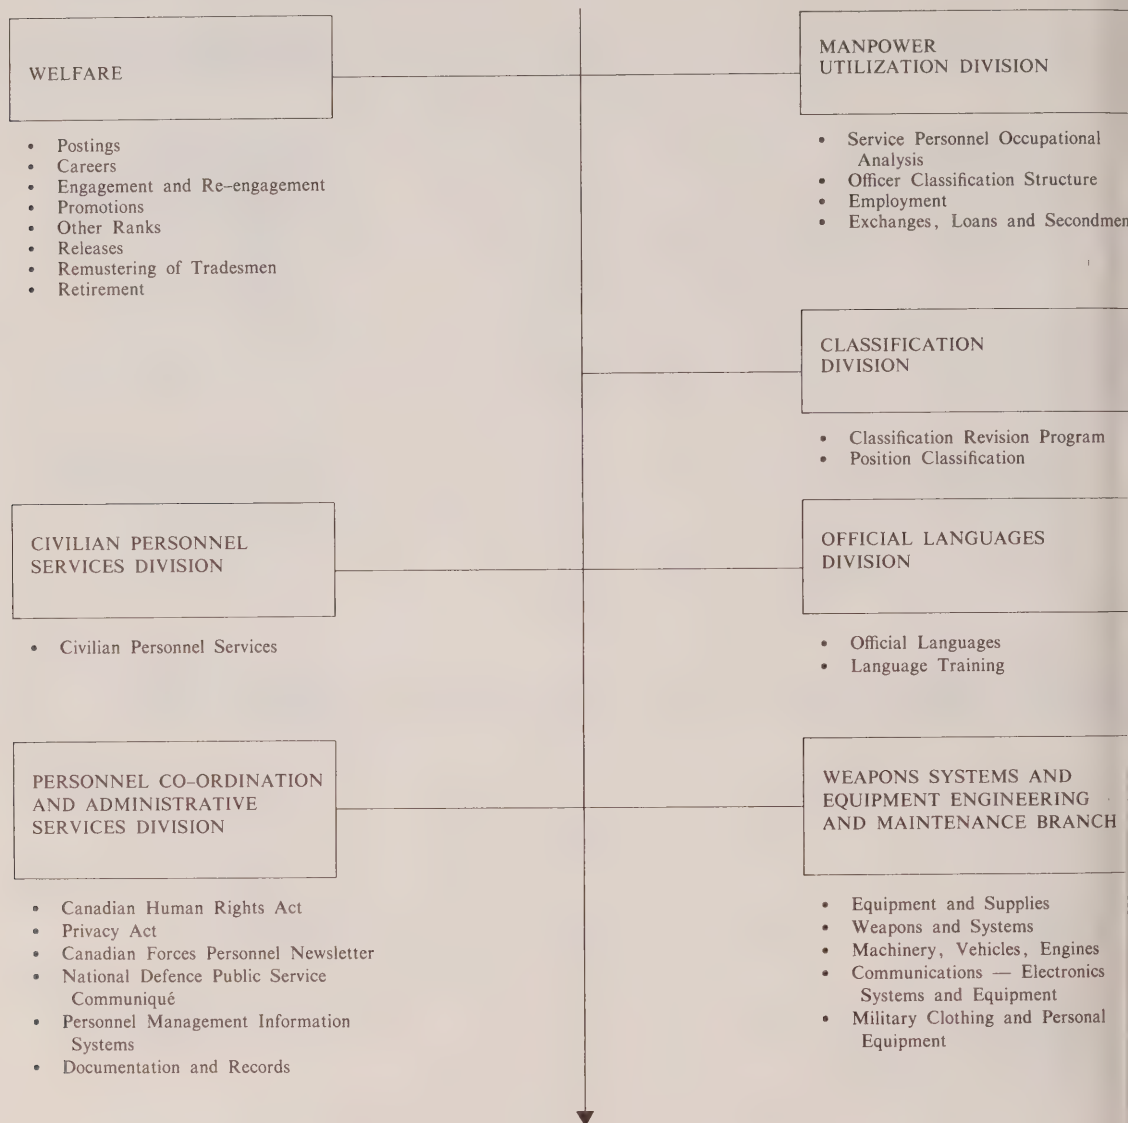 WELFARE
• Postings
• Careers
• Engagement and Re–engagement
• Promotions
• Other Ranks
• Releases
• Remustering of Tradesmen
• Retirement
MANPOWER
UTILIZATION DIVISION
• Service Personnel Occupational
Analysis
• Officer Classification Structure
• Employment
• Exchanges, Loans and
CLASSIFICATION
DIVISION
• Classification Revision Program
• Position Classification
CIVILIAN PERSONNEL
SERVICES DIVISION
• Civilian Personnel Services
OFFICIAL LANGUAGES
DIVISION
• Official Languages
• Language Training
PERSONNEL CO–ORDINATION
AND ADMINISTRATIVE
SERVICES DIVISION
• Canadian Human Rights Act
• Privacy Act
• Canadian Forces Personnel Newsletter
• National Defence Public Service
Communiqué
• Personnel Management Information
Systems
• Documentation and Records
WEAPONS SYSTEMS AND
EQUIPMENT ENGINEERING
AND MAINTENANCE BRANCH
• Equipment and Supplies
• Weapons and Systems
• Machinery, Vehicles, Engines
• Communications — Electronics
Systems and Equipment
• Military Clothing and Personal
Equipment